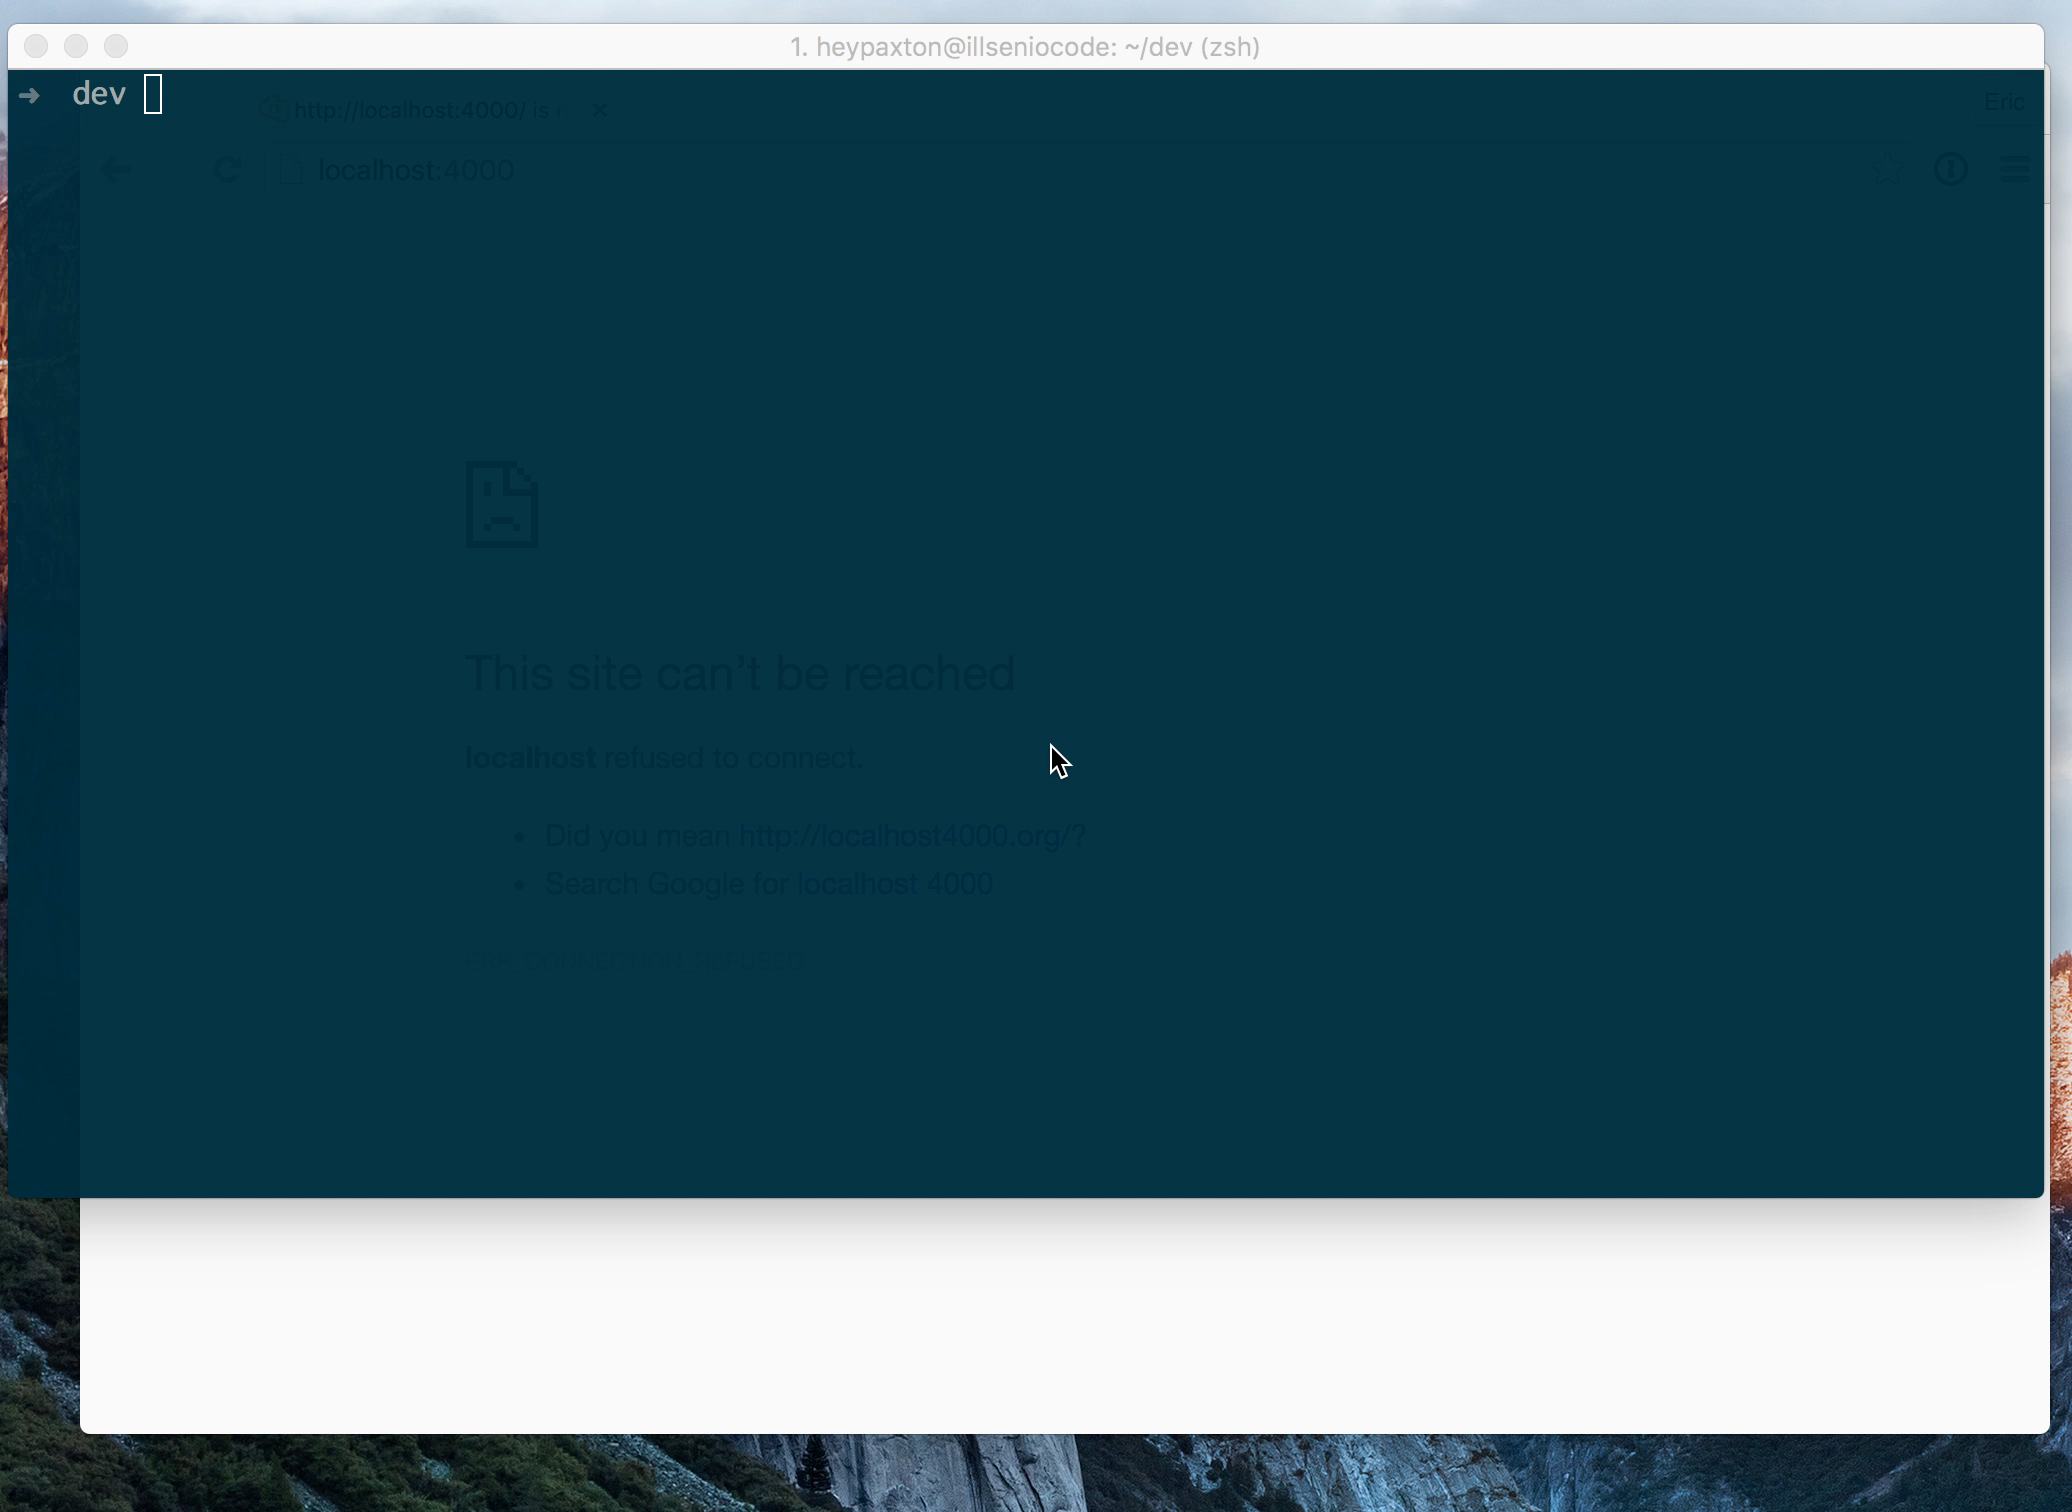 1. heypaxton@illseniocode: ~/dev (zsh)
➜ dev
http://localhost:4000/ is
Eric
localhost:4000
This site can't be reached
localhost refused to connect.
• Did you mean http://localhost4000.org/?
• Search Google for localhost 4000
ERR_CONNECTION_REFUSED